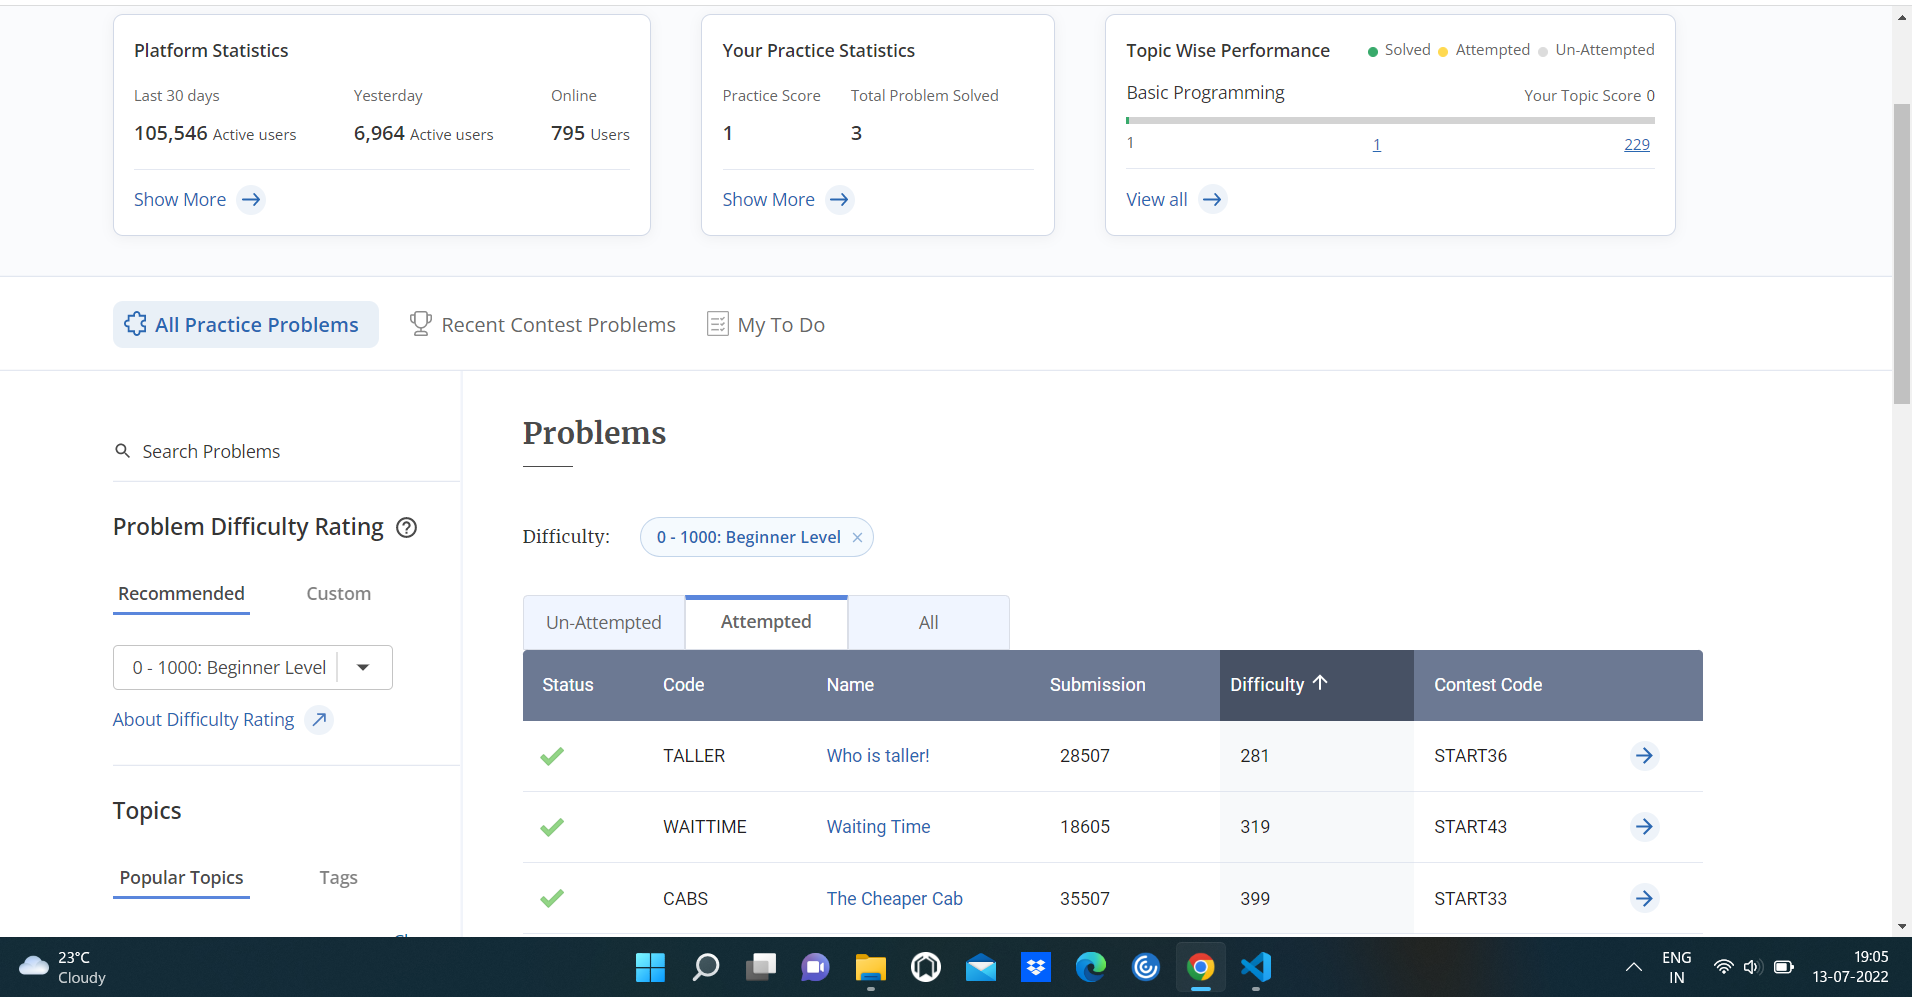 Platform Statistics
Last 30 days
105,546 Active users
Yesterday
6,964 Active users
Online
795 Users
Show More
Your Practice Statistics
Practice Score
1
Total Problem Solved
3
Show More
Topic Wise Performance
Solved
Attempted
Un-Attempted
Basic Programming
Your Topic Score 0
1
1
229
View all
All Practice Problems
Recent Contest Problems
My To Do
Search Problems
Problem Difficulty Rating
Recommended
Custom
0 - 1000: Beginner Level
About Difficulty Rating
Topics
Popular Topics
Tags
Problems
Difficulty:
0 - 1000: Beginner Level
Un-Attempted
Attempted
All
Status Code Name Submission Difficulty Contest Code
TALLER Who is taller! 28507 281 START36
WAITTIME Waiting Time 18605 319 START43
CABS The Cheaper Cab 35507 399 START33
23°C
Cloudy
ENG
IN
19:05
13-07-2022